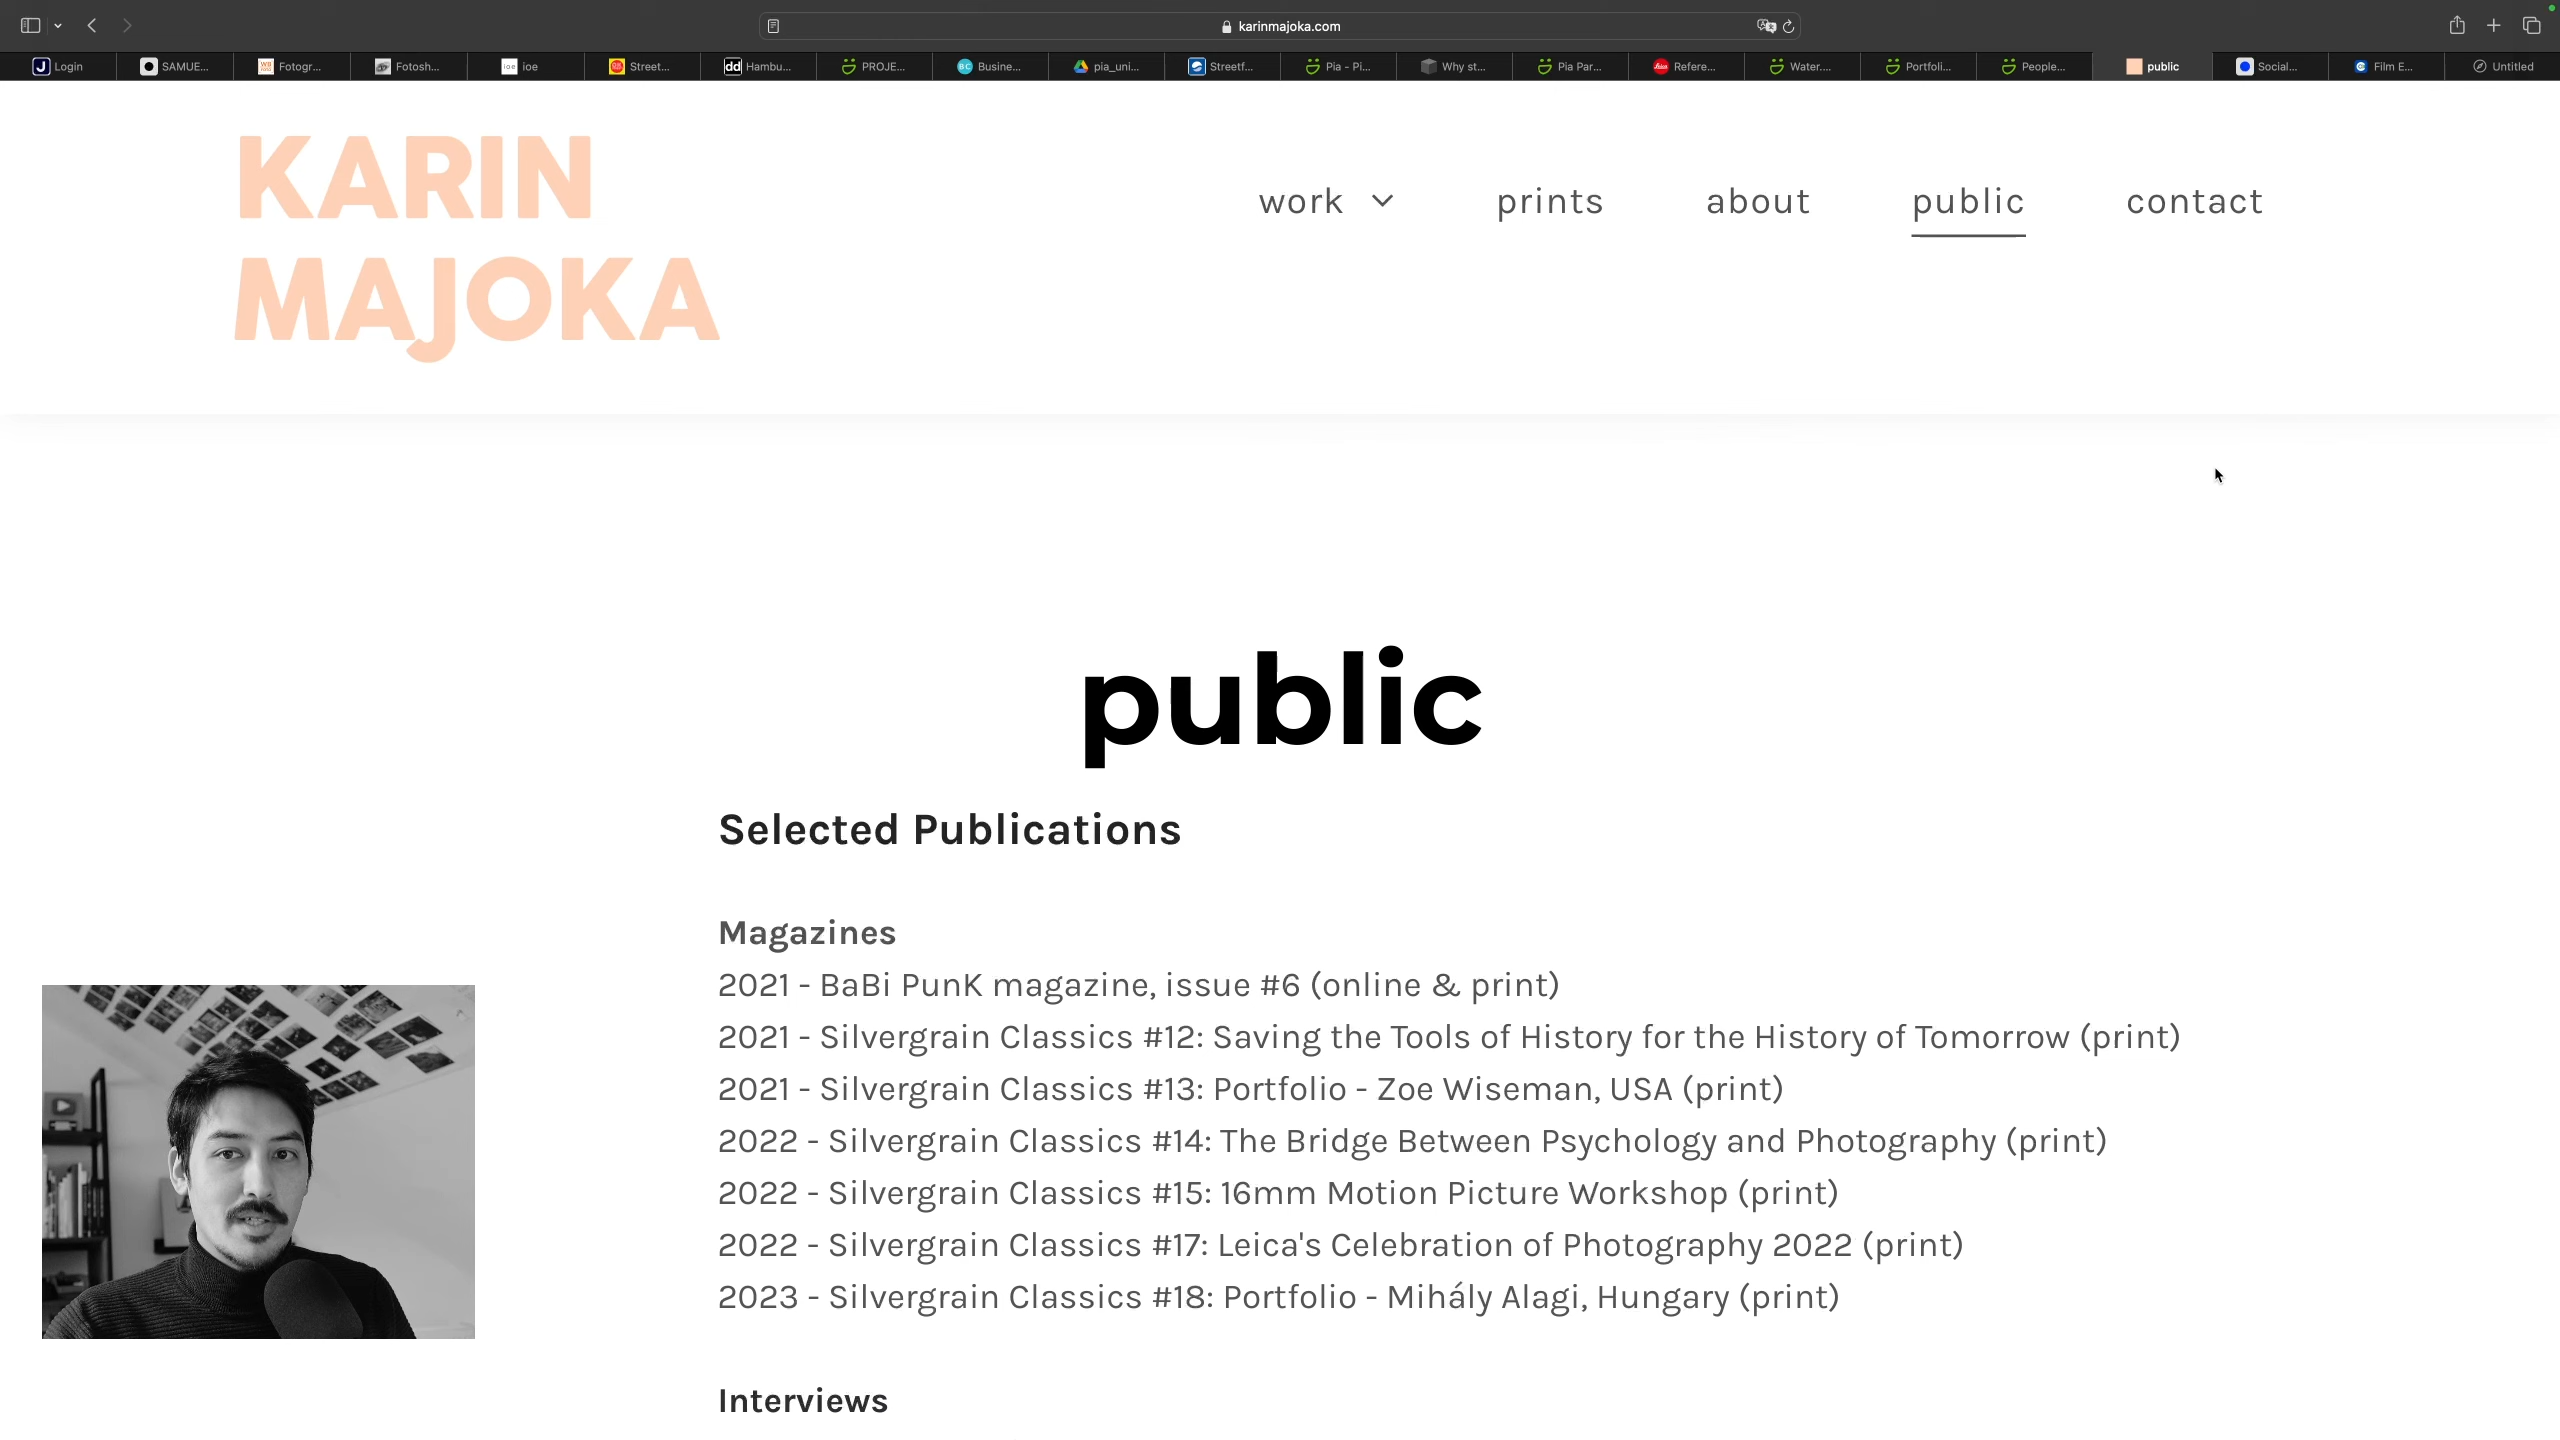 karinmajoka.com
Login
SAMUE...
Fotogr...
Fotosh...
ioe
ioe
Street...
dd Hambu...
PROJE...
BC Busine...
pia_uni...
Streetf...
Pia - Pi...
Why st...
Pia Par...
Refere...
Water....
Portfoli...
People...
public
Social...
Film E...
Untitled
KARIN
MAJOKA
work
prints
about
public
contact
public
Selected Publications
Magazines
2021 - BaBi PunK magazine, issue #6 (online & print)
2021 - Silvergrain Classics #12: Saving the Tools of History for the History of Tomorrow (print)
2021 - Silvergrain Classics #13: Portfolio - Zoe Wiseman, USA (print)
2022 - Silvergrain Classics #14: The Bridge Between Psychology and Photography (print)
2022 - Silvergrain Classics #15: 16mm Motion Picture Workshop (print)
2022 - Silvergrain Classics #17: Leica's Celebration of Photography 2022 (print)
2023 - Silvergrain Classics #18: Portfolio - Mihály Alagi, Hungary (print)
Interviews